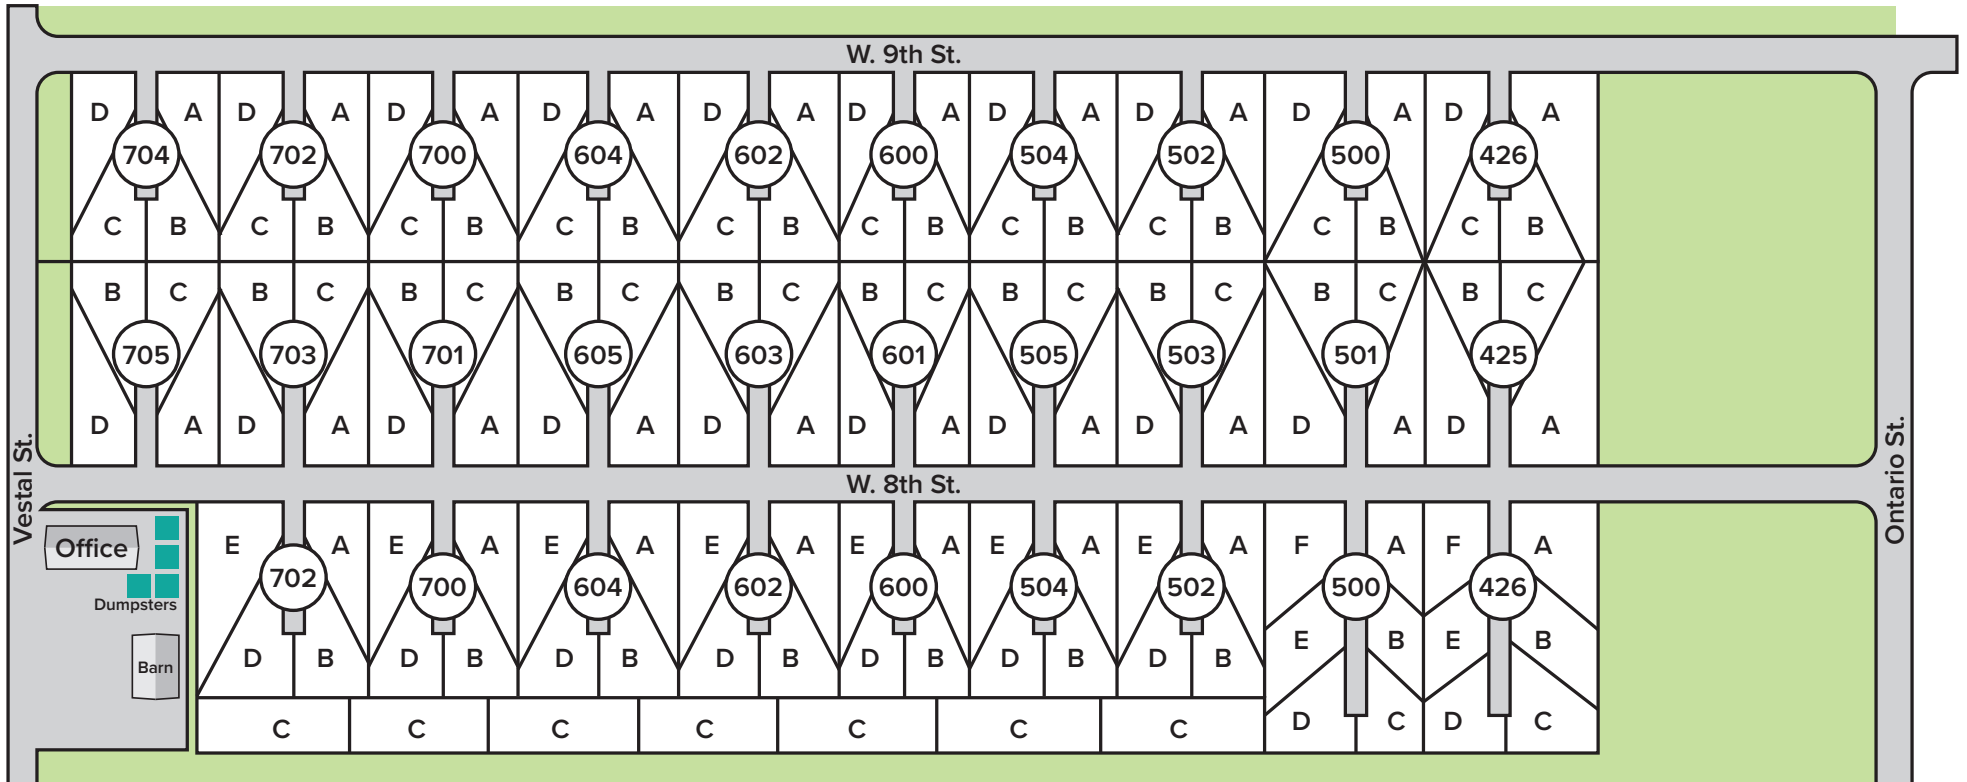 W. 9th St.
D A D A D A D A D A D A D A D A D A D A
704 702 700 604 602 600 504 502 500 426
C B C B C B C B C B C B C B C B C B C B
B C B C B C B C B C B C B C B C B C B C
705 703 701 605 603 601 505 503 501 425
D A D A D A D A D A D A D A D A D A D A
Vestal St.
W. 8th St.
Ontario St.
Office
E A E A E A E A E A E A E A F A F A
702 700 604 602 600 504 502 500 426
Dumpsters
Barn
E B E B
D B D B D B D B D B D B D B
D C D C
C C C C C C C